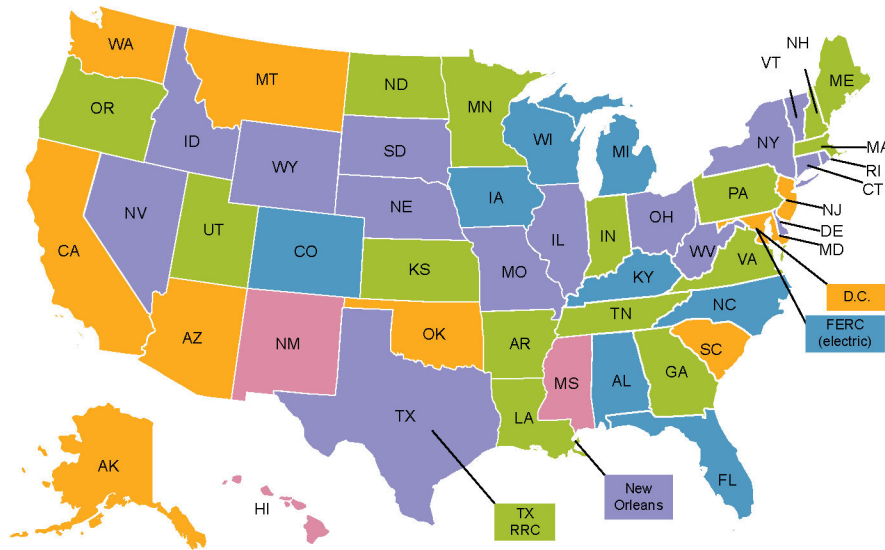 WA
MT
ND
MN
OR
ID
WY
SD
WI
MI
NY
VT
NH
ME
MA
RI
CT
NV
UT
CO
NE
IA
IL
IN
OH
PA
NJ
DE
MD
WV
VA
CA
KS
MO
KY
NC
D.C.
FERC
(electric)
AZ
NM
OK
AR
TN
SC
MS
AL
GA
TX
LA
FL
AK
HI
TX
RRC
New
Orleans